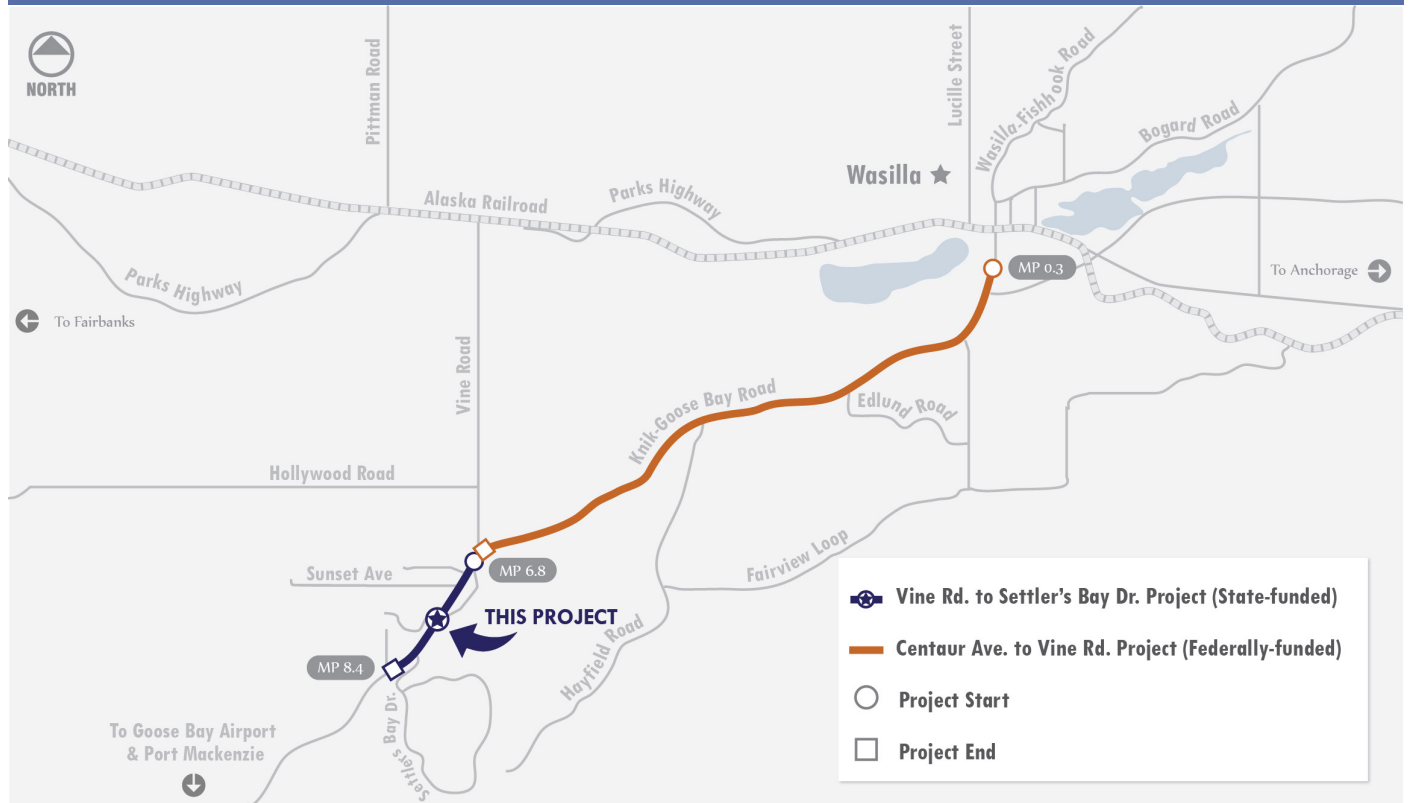 NORTH
Pittman Road
Lucille Street
Wasilla-Fishhook Road
Bogard Road
Wasilla
Parks Highway
Alaska Railroad
Parks Highway
MP 0.3
To Anchorage
To Fairbanks
Vine Road
Knik-Goose Bay Road
Edlund Road
Hollywood Road
Sunset Ave
MP 6.8
Fairview Loop
THIS PROJECT
MP 8.4
Hayfield Road
Settlers Bay Dr.
To Goose Bay Airport
& Port Mackenzie
Vine Rd. to Settler's Bay Dr. Project (State-funded)
Centaur Ave. to Vine Rd. Project (Federally-funded)
Project Start
Project End